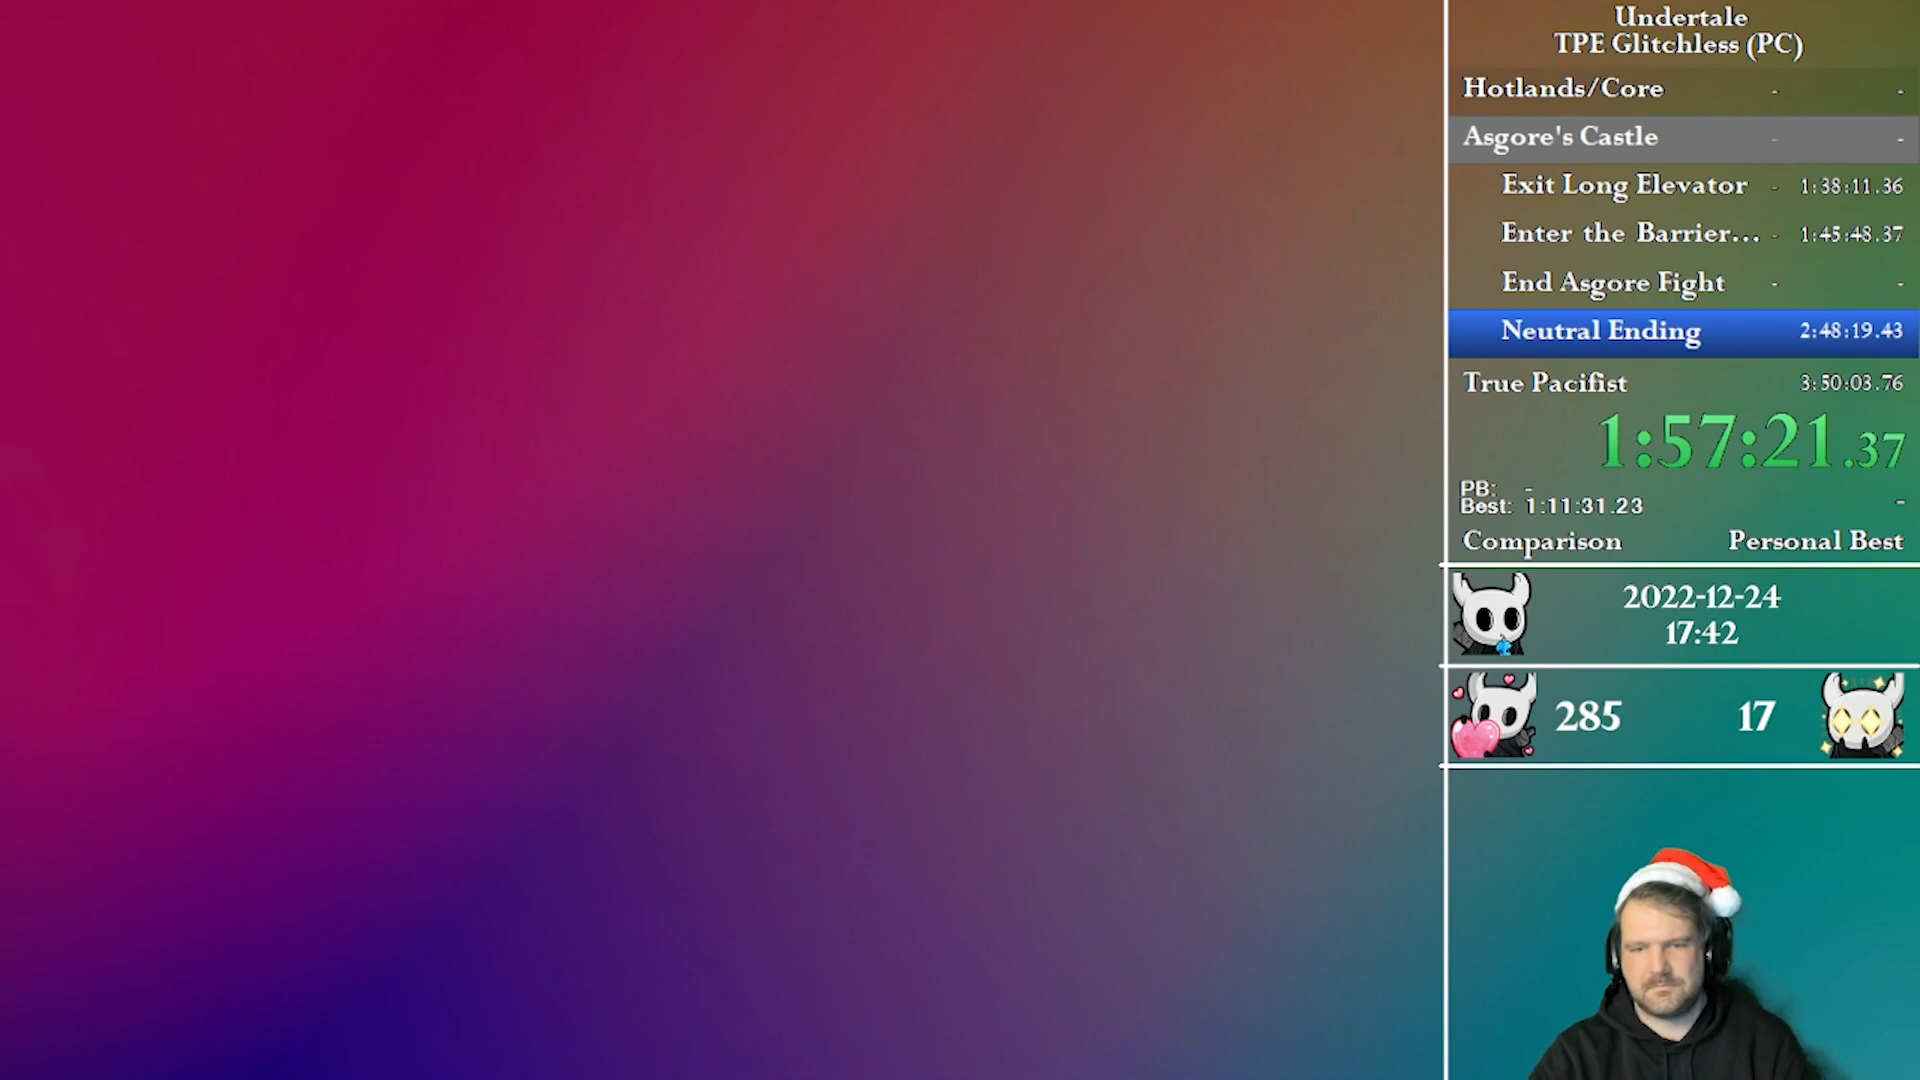 Undertale
TPE Glitchless (PC)
Hotlands/Core - -
Asgore's Castle - -
Exit Long Elevator - 1:38:11.36
Enter the Barrier... - 1:45:48.37
End Asgore Fight - -
Neutral Ending 2:48:19.43
True Pacifist 3:50:03.76
1:57:21.37
PB: -
Best: 1:11:31.23 -
Comparison Personal Best
2022-12-24
17:42
285 17